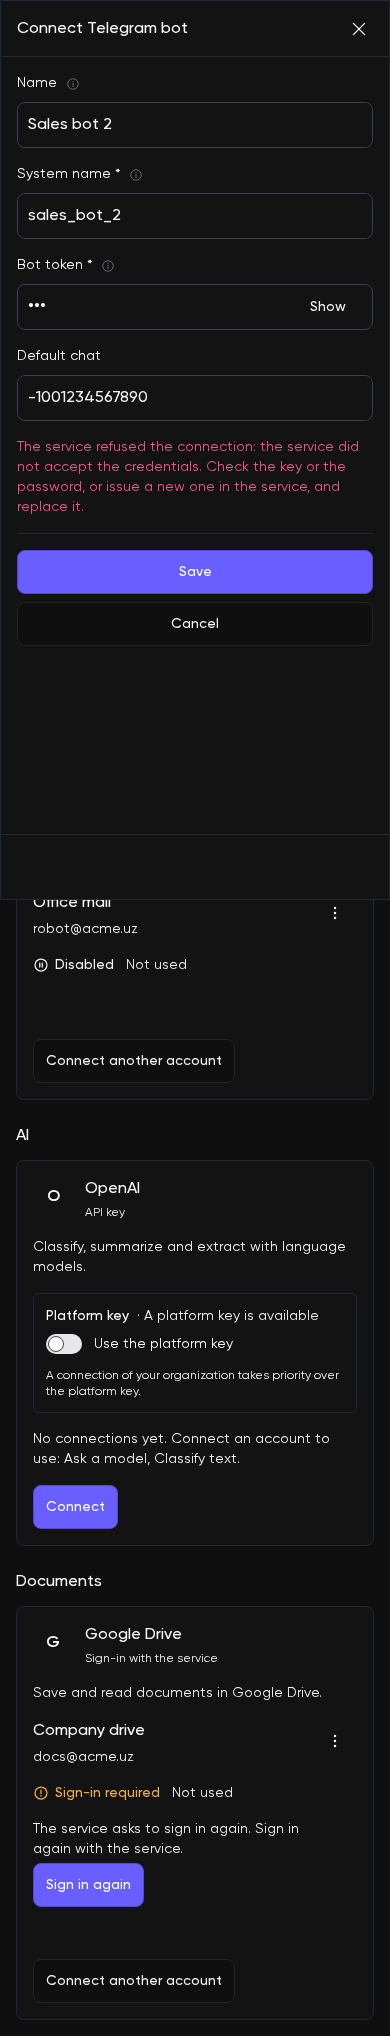 Connect Telegram bot
Name
Sales bot 2
System name *
sales_bot_2
Bot token *
•••
Show
Default chat
-1001234567890
The service refused the connection: the service did
not accept the credentials. Check the key or the
password, or issue a new one in the service, and
replace it.
Save
Cancel
Office mail
robot@acme.uz
Disabled Not used
Connect another account
AI
O
OpenAI
API key
Classify, summarize and extract with language
models.
Platform key · A platform key is available
Use the platform key
A connection of your organization takes priority over
the platform key.
No connections yet. Connect an account to
use: Ask a model, Classify text.
Connect
Documents
G
Google Drive
Sign-in with the service
Save and read documents in Google Drive.
Company drive
docs@acme.uz
Sign-in required Not used
The service asks to sign in again. Sign in
again with the service.
Sign in again
Connect another account